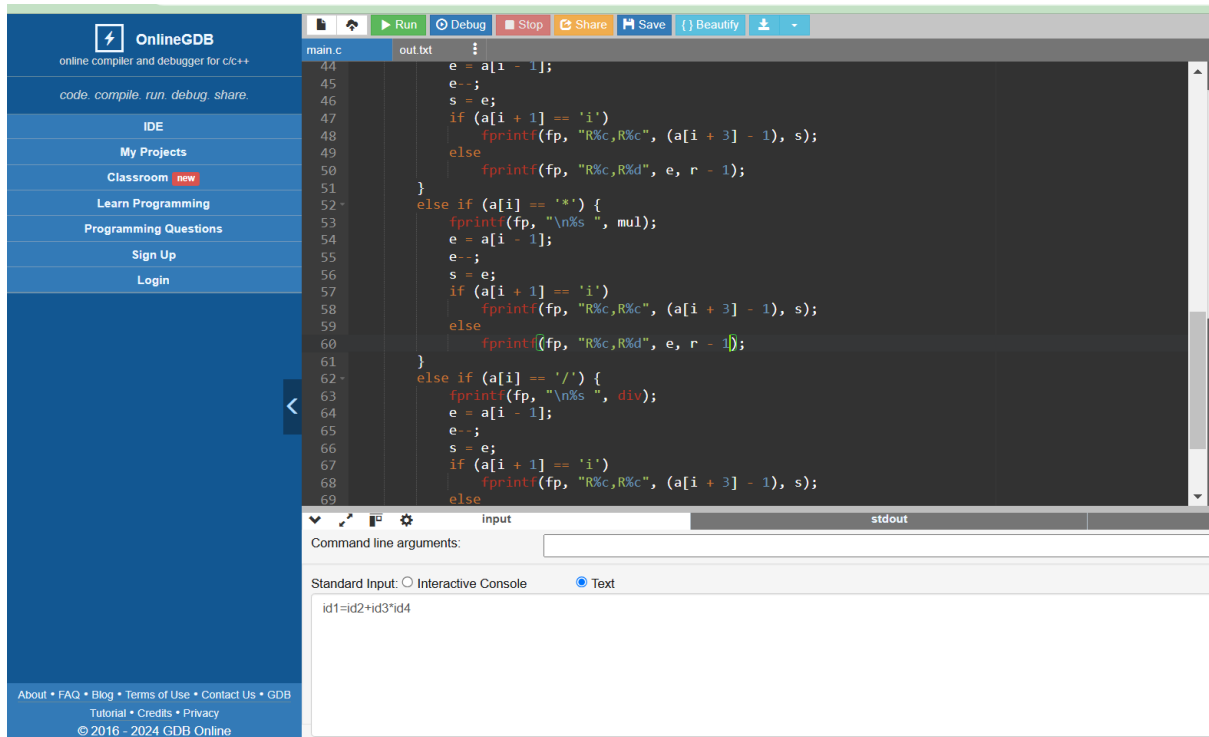 OnlineGDB
online compiler and debugger for c/c++
code. compile. run. debug. share.
IDE
My Projects
Classroom new
Learn Programming
Programming Questions
Sign Up
Login
About • FAQ • Blog • Terms of Use • Contact Us • GDB
Tutorial • Credits • Privacy
© 2016 - 2024 GDB Online
Run Debug Stop Share Save { } Beautify
main.c out.txt
44 e = a[i - 1];
45 e--;
46 s = e;
47 if (a[i + 1] == 'i')
48 fprintf(fp, "R%c,R%c", (a[i + 3] - 1), s);
49 else
50 fprintf(fp, "R%c,R%d", e, r - 1);
51 }
52 else if (a[i] == '*') {
53 fprintf(fp, "\n%s ", mul);
54 e = a[i - 1];
55 e--;
56 s = e;
57 if (a[i + 1] == 'i')
58 fprintf(fp, "R%c,R%c", (a[i + 3] - 1), s);
59 else
60 fprintf(fp, "R%c,R%d", e, r - 1);
61 }
62 else if (a[i] == '/') {
63 fprintf(fp, "\n%s ", div);
64 e = a[i - 1];
65 e--;
66 s = e;
67 if (a[i + 1] == 'i')
68 fprintf(fp, "R%c,R%c", (a[i + 3] - 1), s);
69 else
input stdout
Command line arguments:
Standard Input: Interactive Console Text
id1=id2+id3*id4